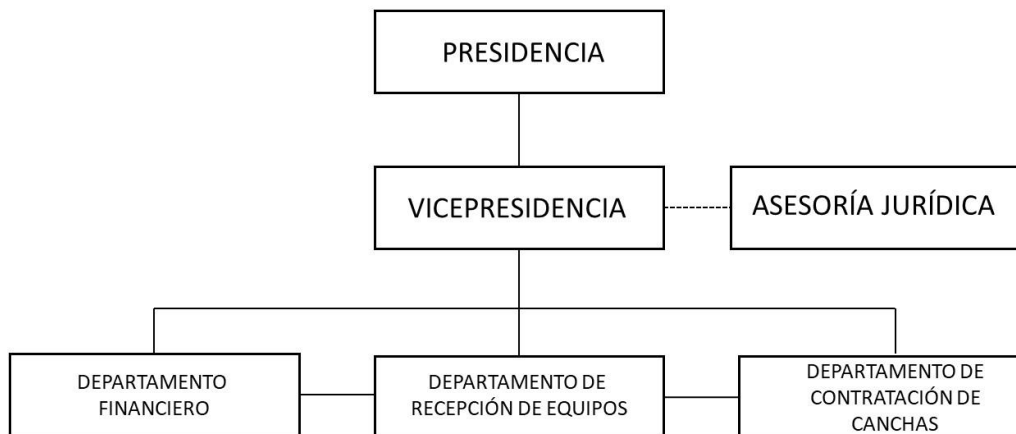 PRESIDENCIA
VICEPRESIDENCIA
ASESORÍA JURÍDICA
DEPARTAMENTO
FINANCIERO
DEPARTAMENTO DE
RECEPCIÓN DE EQUIPOS
DEPARTAMENTO DE
CONTRATACIÓN DE
CANCHAS